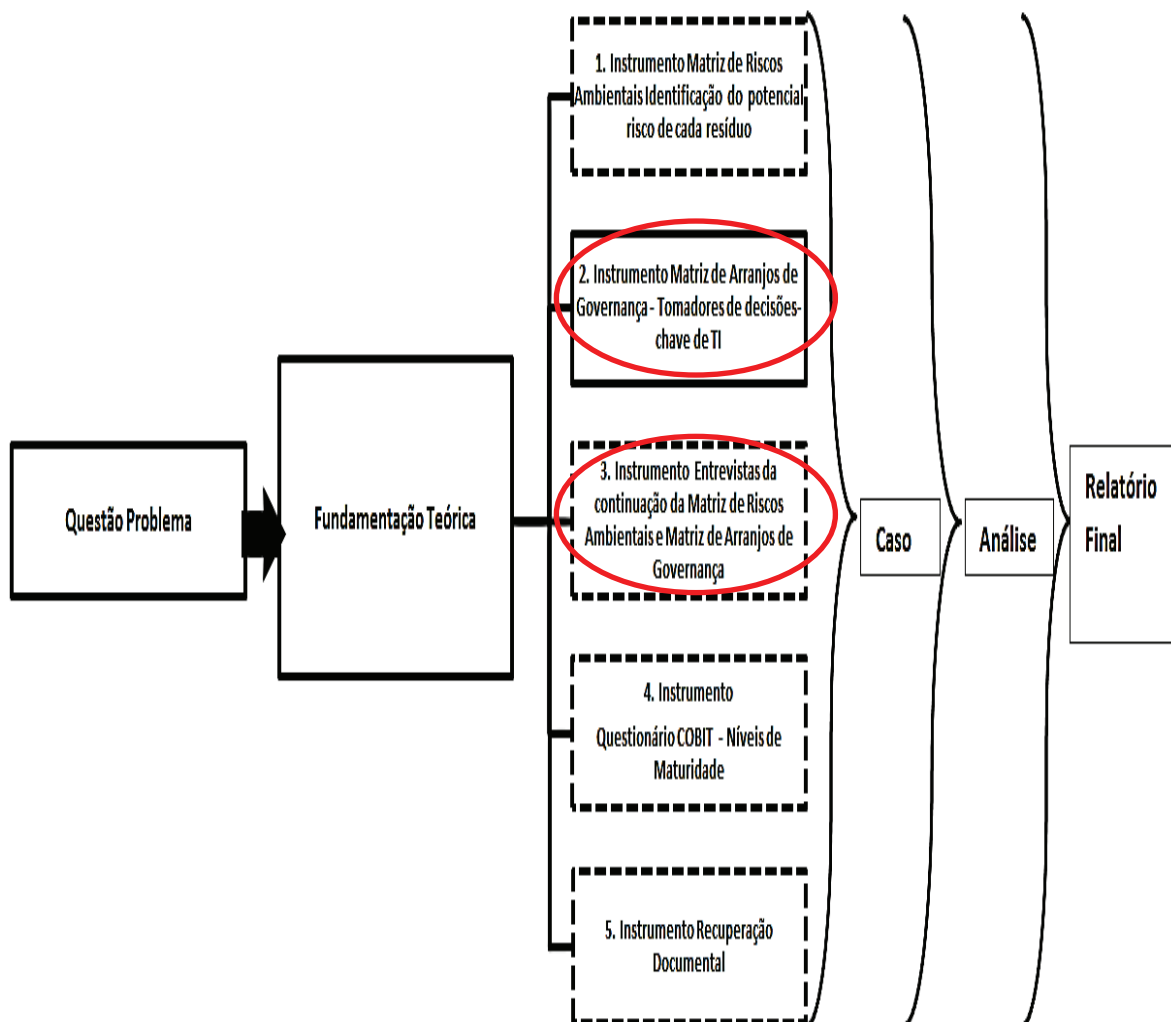 Questão Problema
Fundamentação Teórica
1. Instrumento Matriz de Riscos
Ambientais Identificação do potencial
risco de cada resíduo
2. Instrumento Matriz de Arranjos de
Governança - Tomadores de decisões-
chave de TI
3. Instrumento Entrevistas da
continuação da Matriz de Riscos
Ambientais e Matriz de Arranjos de
Governança
4. Instrumento
Questionário COBIT - Níveis de
Maturidade
5. Instrumento Recuperação
Documental
Caso
Análise
Relatório
Final